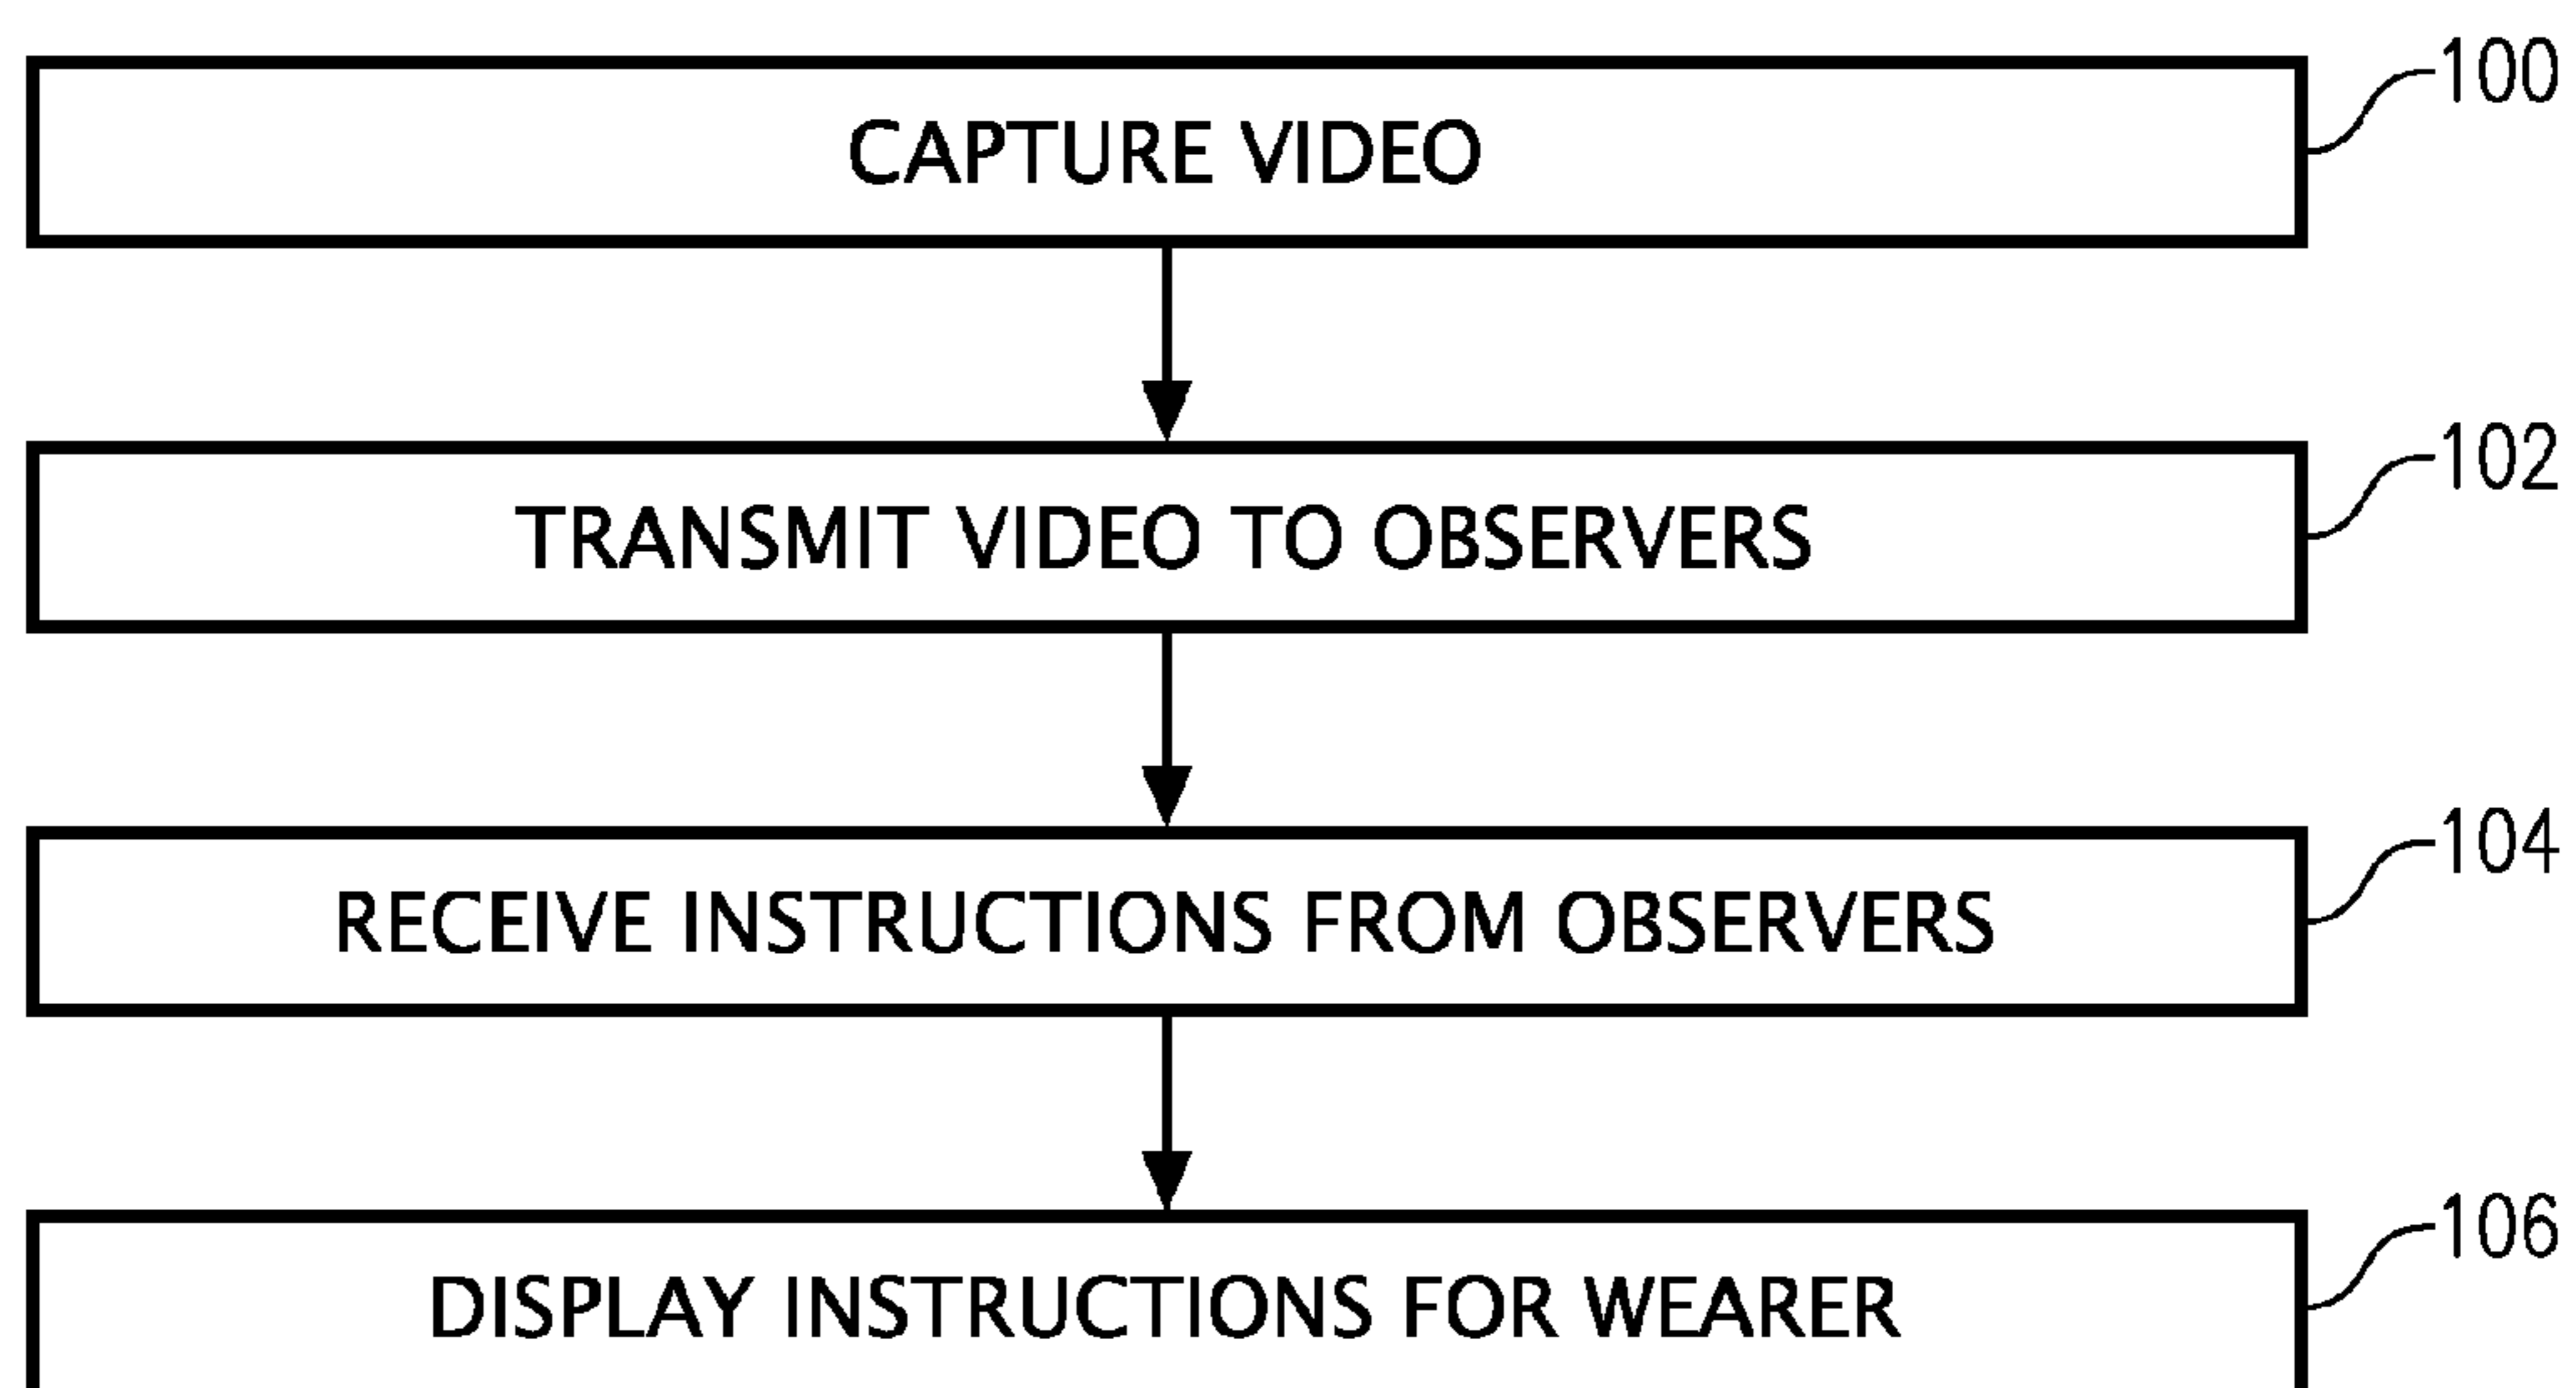 CAPTURE VIDEO
100
TRANSMIT VIDEO TO OBSERVERS
102
RECEIVE INSTRUCTIONS FROM OBSERVERS
104
DISPLAY INSTRUCTIONS FOR WEARER
106